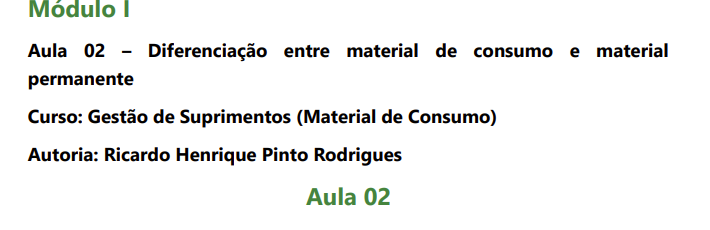 Módulo I
Aula 02 – Diferenciação entre material de consumo e material
permanente
Curso: Gestão de Suprimentos (Material de Consumo)
Autoria: Ricardo Henrique Pinto Rodrigues
Aula 02